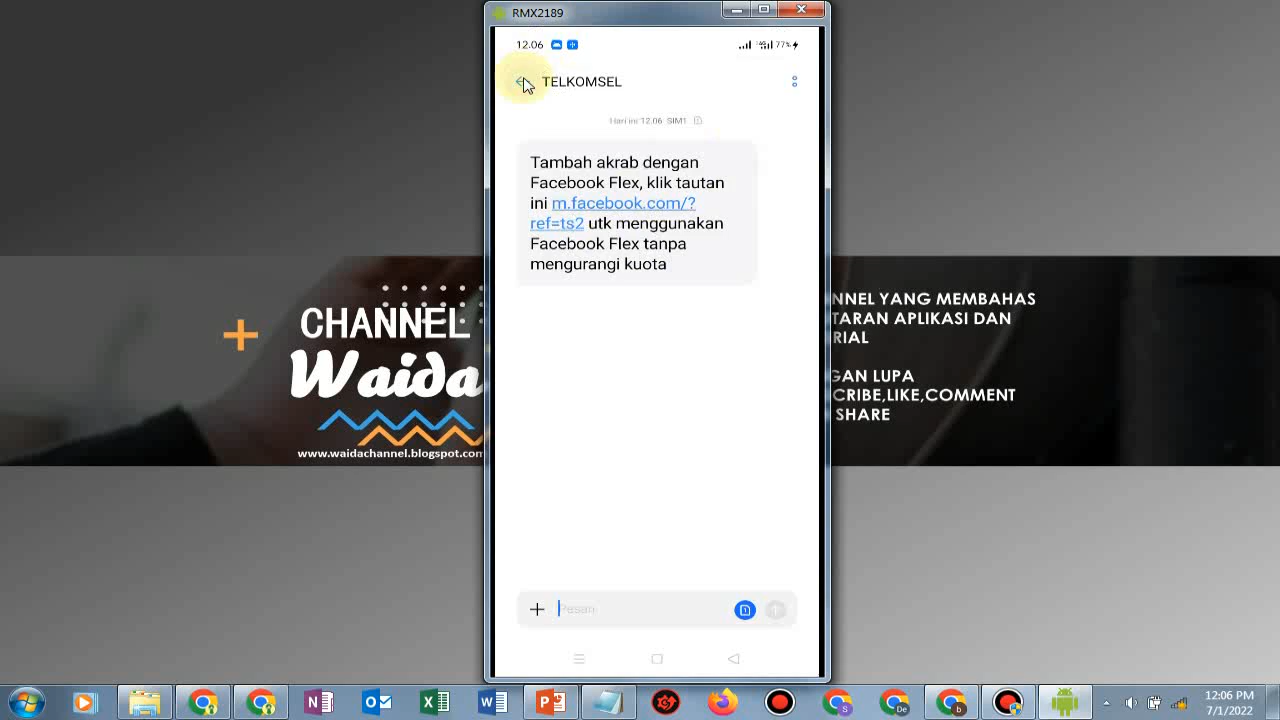 RMX2189
12.06
4G
77%
TELKOMSEL
Hari ini 12.06 SIM1
Tambah akrab dengan
Facebook Flex, klik tautan
ini m.facebook.com/?
ref=ts2 utk menggunakan
Facebook Flex tanpa
mengurangi kuota
CHANNEL
Waida
www.waidachannel.blogspot.com
NNEL YANG MEMBAHAS
TARAN APLIKASI DAN
RIAL
GAN LUPA
CRIBE,LIKE,COMMENT
SHARE
Pesan
12:06 PM
7/1/2022